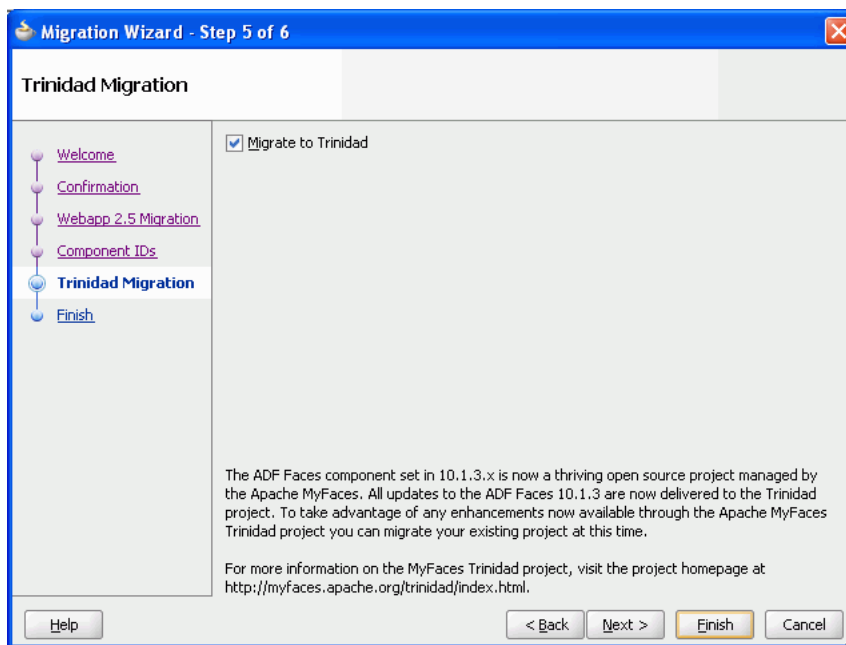 Migration Wizard - Step 5 of 6
Trinidad Migration
Welcome
Confirmation
Webapp 2.5 Migration
Component IDs
Trinidad Migration
Finish
Migrate to Trinidad
The ADF Faces component set in 10.1.3.x is now a thriving open source project managed by
the Apache MyFaces. All updates to the ADF Faces 10.1.3 are now delivered to the Trinidad
project. To take advantage of any enhancements now available through the Apache MyFaces
Trinidad project you can migrate your existing project at this time.
For more information on the MyFaces Trinidad project, visit the project homepage at
http://myfaces.apache.org/trinidad/index.html.
Help
< Back
Next >
Finish
Cancel